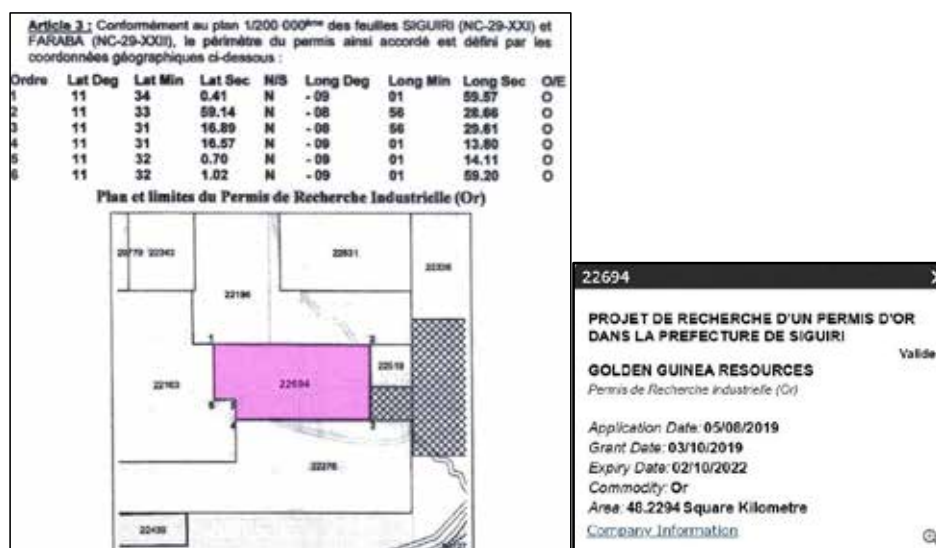 Article 3 : Conformément au plan 1/200 000ème des feuilles SIGUIRI (NC-29-XXI) et
FARABA (NC-29-XXII), le périmètre du permis ainsi accordé est défini par les
coordonnées géographiques ci-dessous :
Ordre Lat Deg Lat Min Lat Sec N/S Long Deg Long Min Long Sec O/E
1 11 34 0.41 N - 09 01 59.57 O
2 11 33 59.14 N - 08 56 28.66 O
3 11 31 16.89 N - 08 56 29.61 O
4 11 31 16.57 N - 09 01 13.80 O
5 11 32 0.70 N - 09 01 14.11 O
6 11 32 1.02 N - 09 01 59.20 O
Plan et limites du Permis de Recherche Industrielle (Or)
22342
22196
1
2
22163
22694
22519
6
5
4
3
22276
22439
22694
PROJET DE RECHERCHE D'UN PERMIS D'OR
DANS LA PREFECTURE DE SIGUIRI
Valide
GOLDEN GUINEA RESOURCES
Permis de Recherche Industrielle (Or)
Application Date: 05/08/2019
Grant Date: 03/10/2019
Expiry Date: 02/10/2022
Commodity: Or
Area: 48.2294 Square Kilometre
Company Information